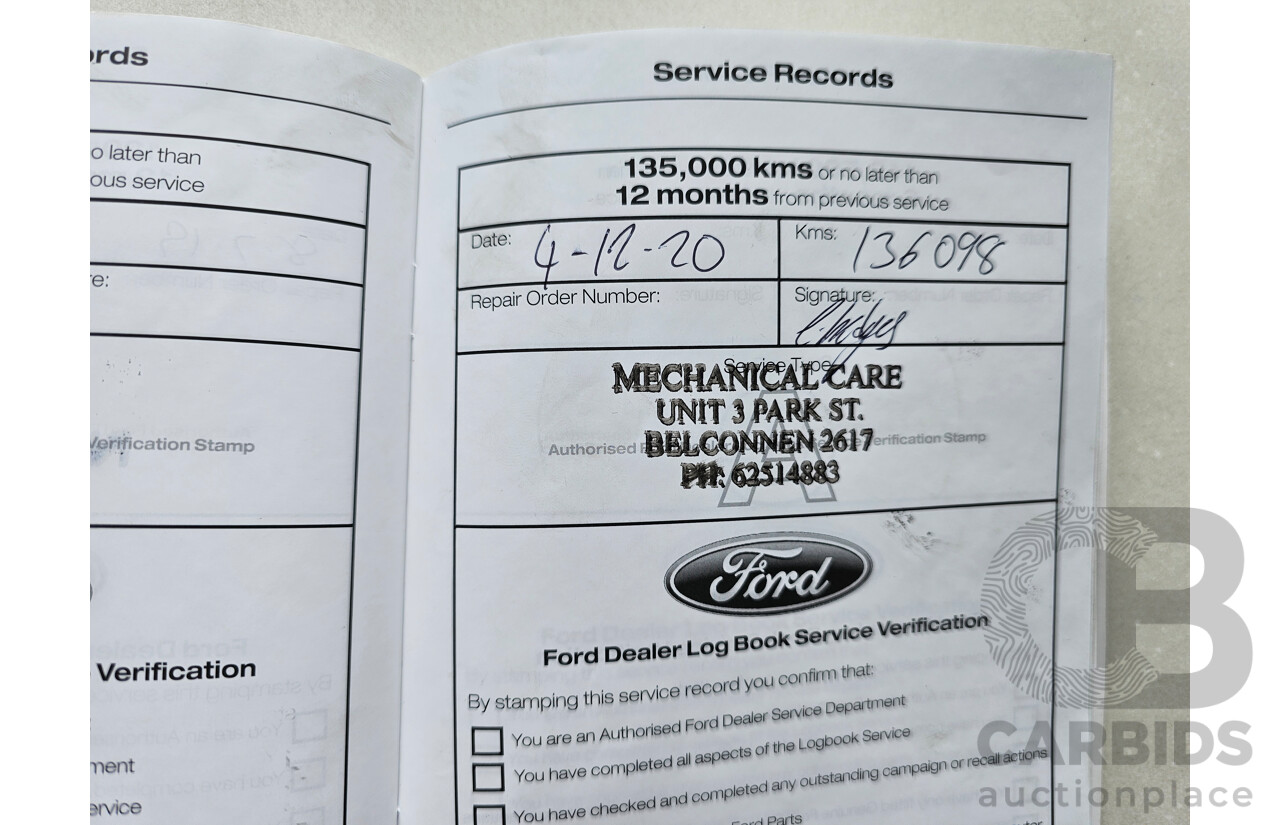 ords
o later than
ous service
e:
Verification Stamp
Verification
ment
ervice
Service Records
135,000 kms or no later than
12 months from previous service
Date: 4-12-20
Kms: 136098
Repair Order Number:
Signature:
Service Type
MECHANICAL CARE
UNIT 3 PARK ST.
Authorised
Verification Stamp
BELCONNEN 2617
PH: 62514883
A
Ford
Ford Dealer Log Book Service Verification
By stamping this service record you confirm that:
You are an Authorised Ford Dealer Service Department
You have completed all aspects of the Logbook Service
You have checked and completed any outstanding campaign or recall actions
Ford Parts
CB
CARBIDS
auctionplace